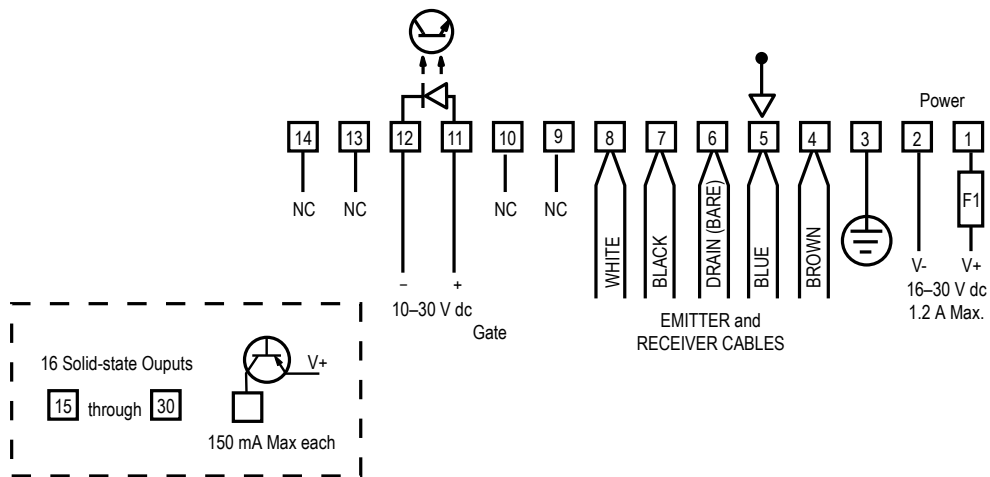 Power
14
13
12
11
10
9
8
7
6
5
4
3
2
1
F1
NC
NC
NC
NC
WHITE
BLACK
DRAIN (BARE)
BLUE
BROWN
– +
10–30 V dc
Gate
V- V+
16–30 V dc
1.2 A Max.
EMITTER and
RECEIVER CABLES
16 Solid-state Ouputs
15 through 30
V+
150 mA Max each